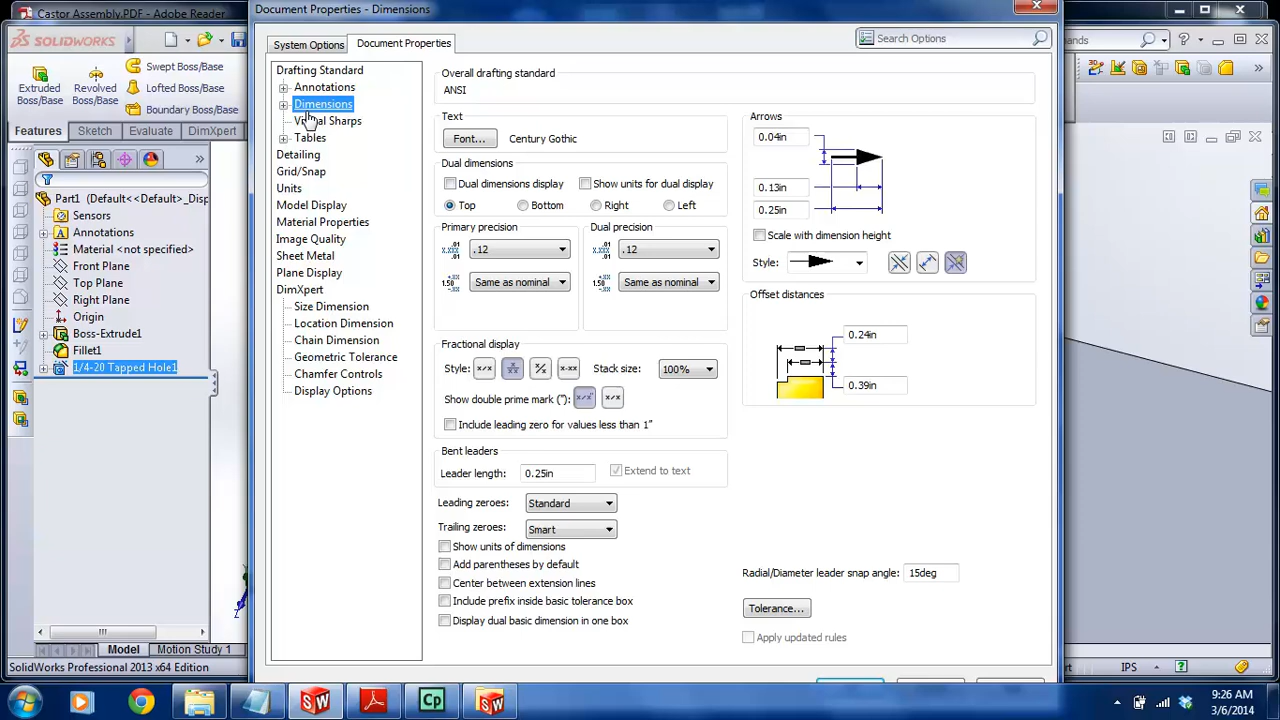 Castor Assembly.PDF - Adobe Reader
Document Properties - Dimensions
SOLIDWORKS
Swept Boss/Base
Lofted Boss/Base
Boundary Boss/Base
Extruded Boss/Base
Revolved Boss/Base
Features
Sketch
Evaluate
DimXpert
System Options
Document Properties
Search Options
Part1 (Default<<Default>_Disp
Sensors
Annotations
Material <not specified>
Front Plane
Top Plane
Right Plane
Origin
Boss-Extrude1
Fillet1
1/4-20 Tapped Hole1
Drafting Standard
Annotations
Dimensions
Virtual Sharps
Tables
Detailing
Grid/Snap
Units
Model Display
Material Properties
Image Quality
Sheet Metal
Plane Display
DimXpert
Size Dimension
Location Dimension
Chain Dimension
Geometric Tolerance
Chamfer Controls
Display Options
Overall drafting standard
ANSI
Text
Font...
Century Gothic
Dual dimensions
Dual dimensions display
Show units for dual display
Top
Bottom
Right
Left
Primary precision
.12
Same as nominal
Dual precision
.12
Same as nominal
Fractional display
Style:
Stack size:
100%
Show double prime mark ("):
Include leading zero for values less than 1"
Bent leaders
Leader length:
0.25in
Extend to text
Leading zeroes:
Standard
Trailing zeroes:
Smart
Show units of dimensions
Add parentheses by default
Center between extension lines
Include prefix inside basic tolerance box
Display dual basic dimension in one box
Arrows
0.04in
0.13in
0.25in
Scale with dimension height
Style:
Offset distances
0.24in
0.39in
Radial/Diameter leader snap angle:
15deg
Tolerance...
Apply updated rules
Model
Motion Study 1
SolidWorks Professional 2013 x64 Edition
IPS
9:26 AM
3/6/2014